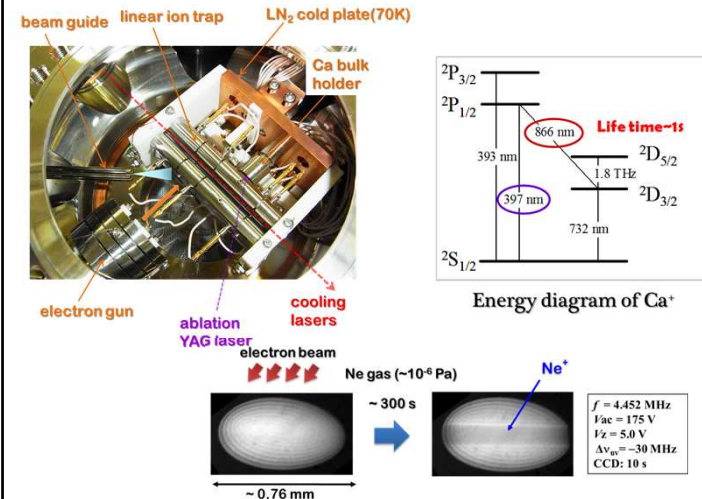 beam guide
linear ion trap
LN₂ cold plate(70K)
Ca bulk
holder
electron gun
ablation
YAG laser
cooling
lasers
²P₃/₂
²P₁/₂
866 nm
Life time~1s
²D₅/₂
393 nm
1.8 THz
²D₃/₂
397 nm
732 nm
²S₁/₂
Energy diagram of Ca⁺
electron beam
Ne gas (~10⁻⁶ Pa)
Ne⁺
~ 300 s
f = 4.452 MHz
Vac = 175 V
Vz = 5.0 V
Δνuv= −30 MHz
CCD: 10 s
~ 0.76 mm